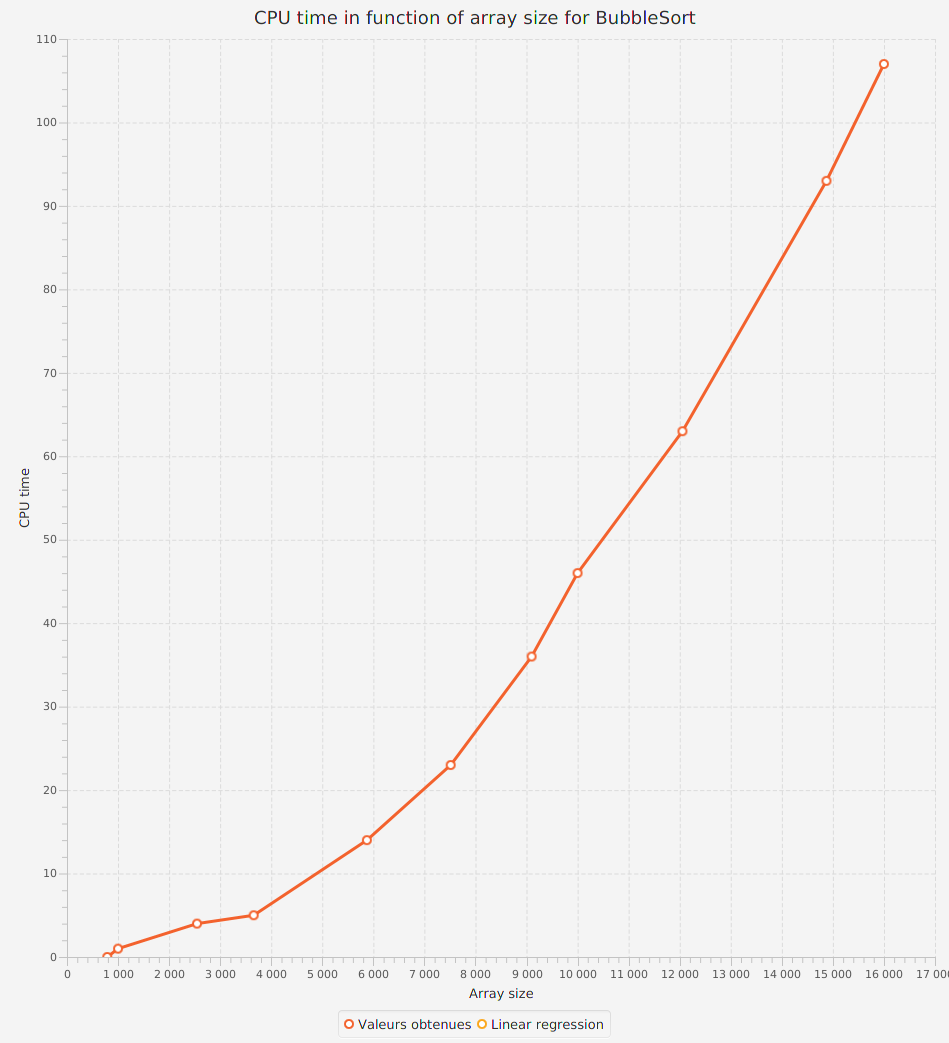 CPU time in function of array size for BubbleSort
110
100
90
80
70
60
50
40
30
20
10
0
CPU time
0 1 000 2 000 3 000 4 000 5 000 6 000 7 000 8 000 9 000 10 000 11 000 12 000 13 000 14 000 15 000 16 000 17 00
Array size
Valeurs obtenues Linear regression